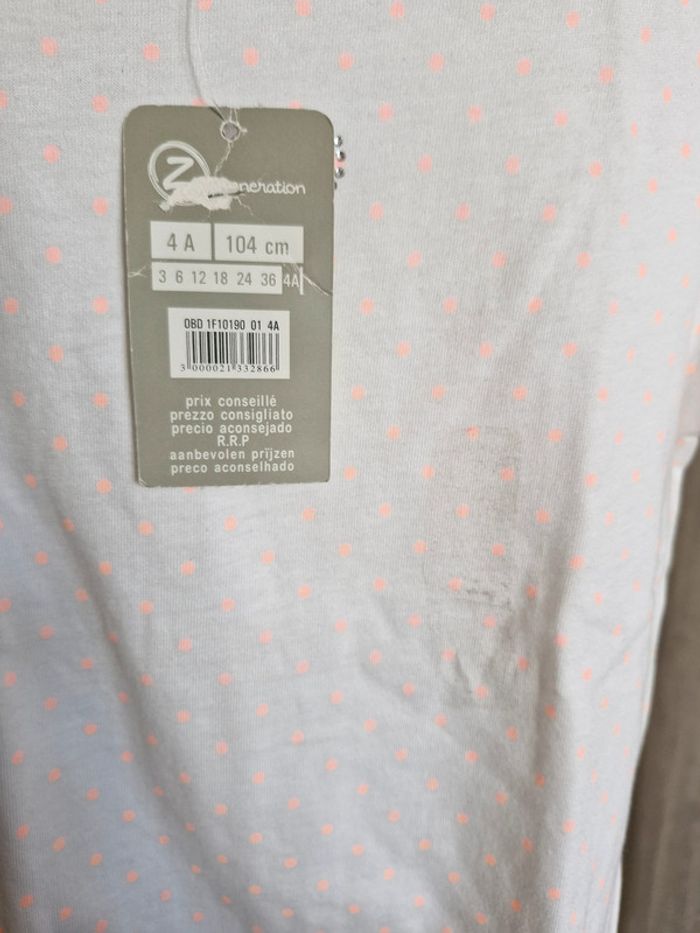 Z
4 A 104 cm
3 6 12 18 24 36 4A
OBD 1F10190 01 4A
3 000021 332866
prix conseillé
prezzo consigliato
precio aconsejado
R.R.P
aanbevolen prijzen
preco aconselhado